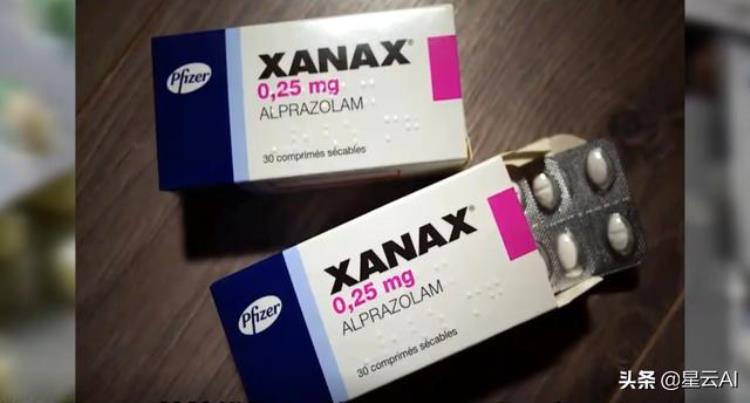 Pfizer
XANAX®
0,25 mg
ALPRAZOLAM
30 comprimés sécables
Pfizer
XANAX®
0,25 mg
ALPRAZOLAM
30 comprimés sécables
头条 @星云AI